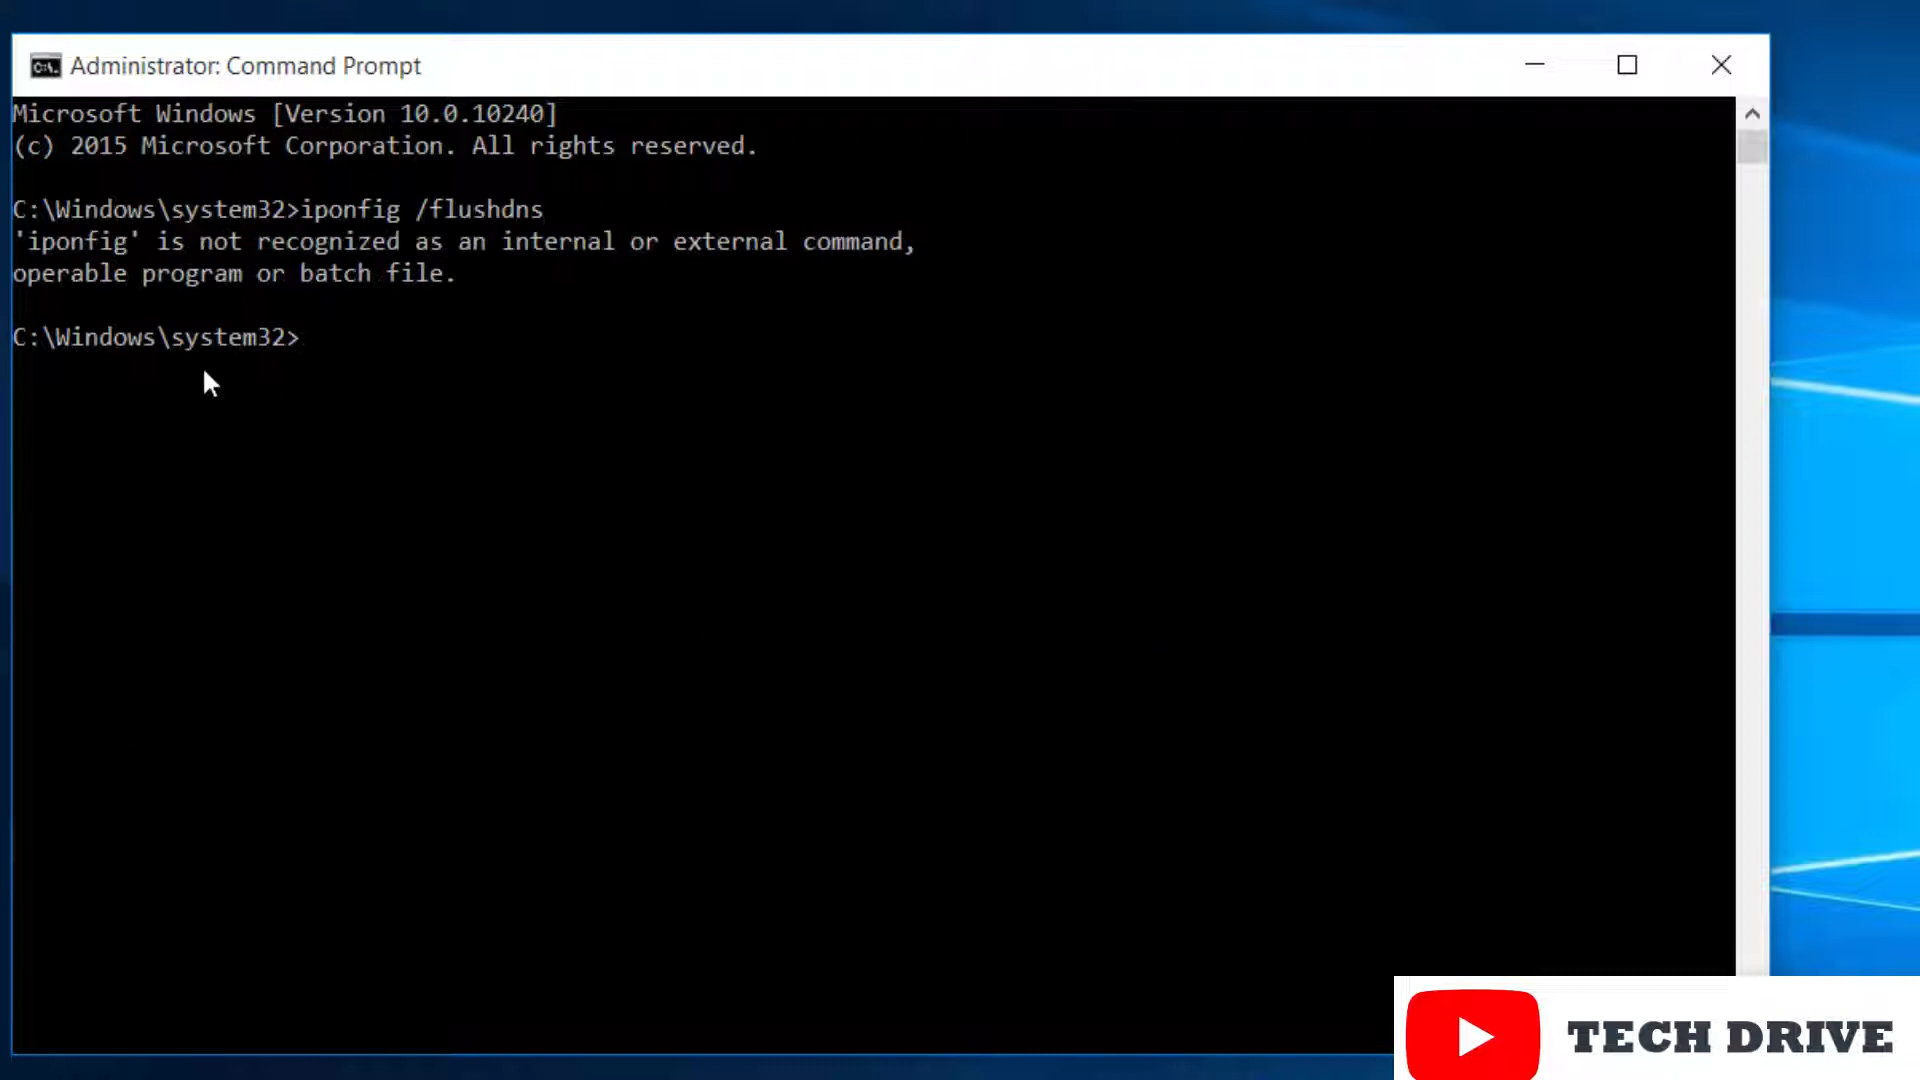 Administrator: Command Prompt
Microsoft Windows [Version 10.0.10240]
(c) 2015 Microsoft Corporation. All rights reserved.
C:\Windows\system32>iponfig /flushdns
'iponfig' is not recognized as an internal or external command,
operable program or batch file.
C:\Windows\system32>
TECH DRIVE